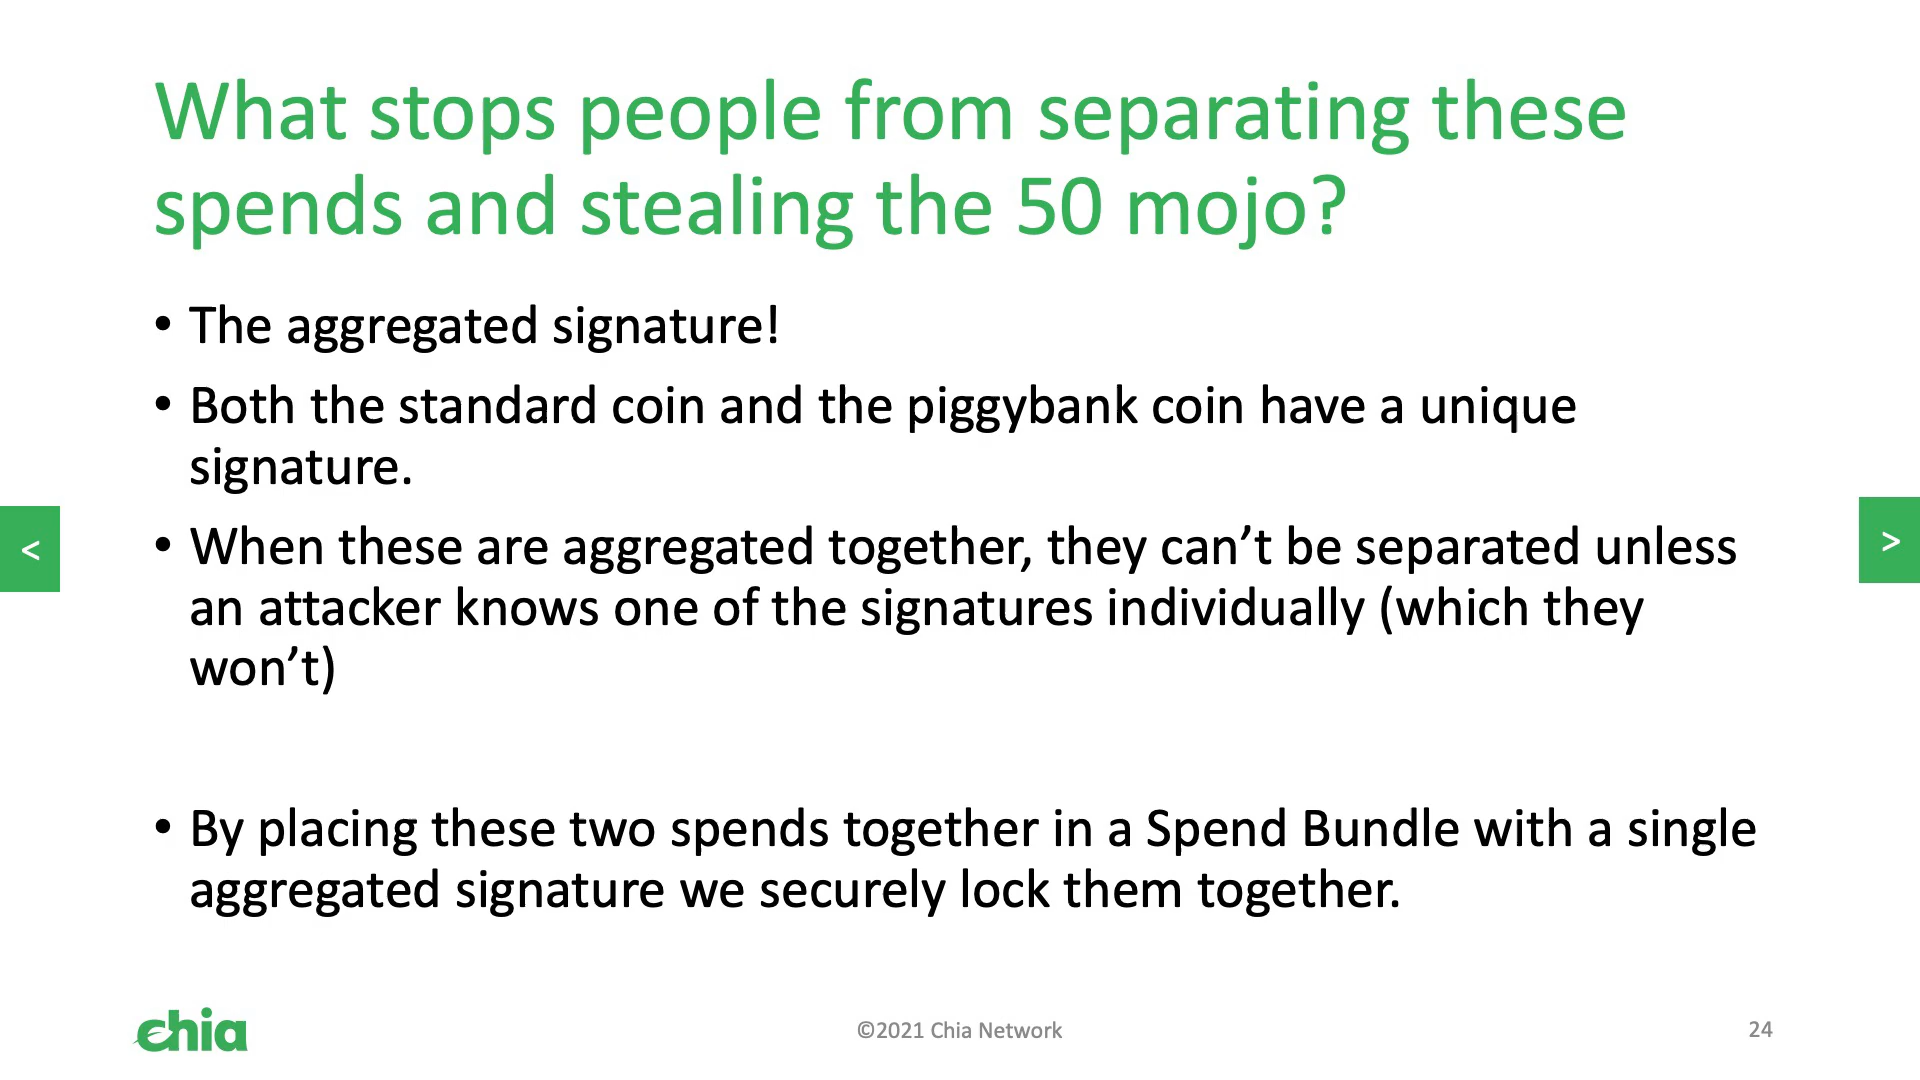 What stops people from separating these
spends and stealing the 50 mojo?
• The aggregated signature!
• Both the standard coin and the piggybank coin have a unique
signature.
• When these are aggregated together, they can’t be separated unless
an attacker knows one of the signatures individually (which they
won’t)
<
>
• By placing these two spends together in a Spend Bundle with a single
aggregated signature we securely lock them together.
chia
©2021 Chia Network
24